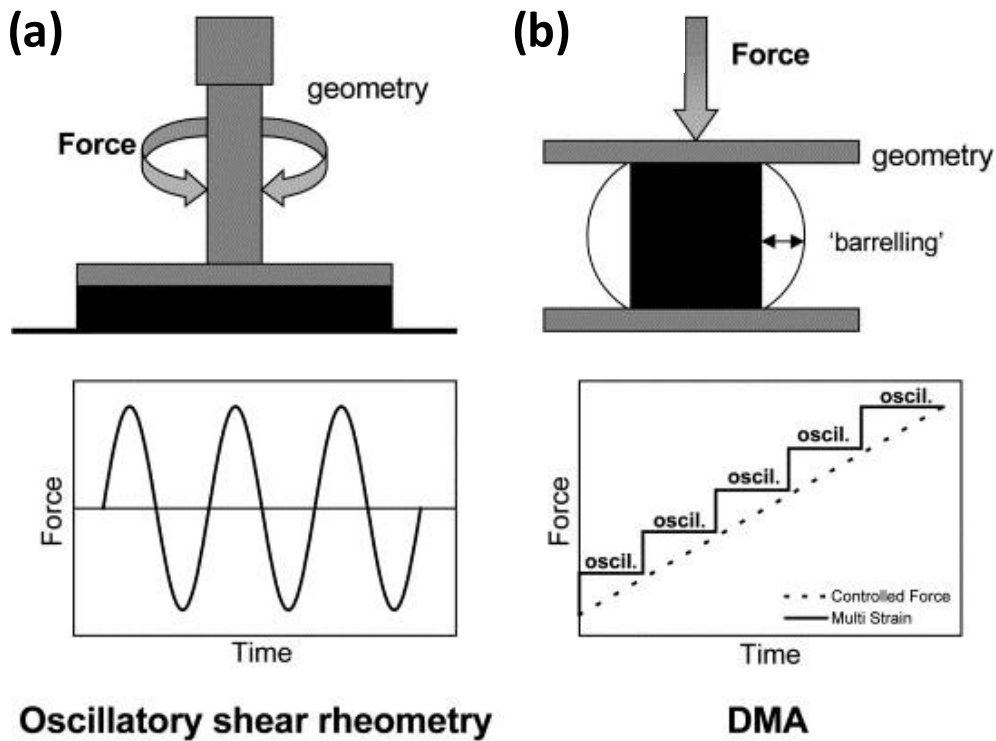 (a)
geometry
Force
Force
Time
Oscillatory shear rheometry
(b)
Force
geometry
'barrelling'
oscil.
oscil.
oscil.
oscil.
oscil.
Force
Controlled Force
Multi Strain
Time
DMA